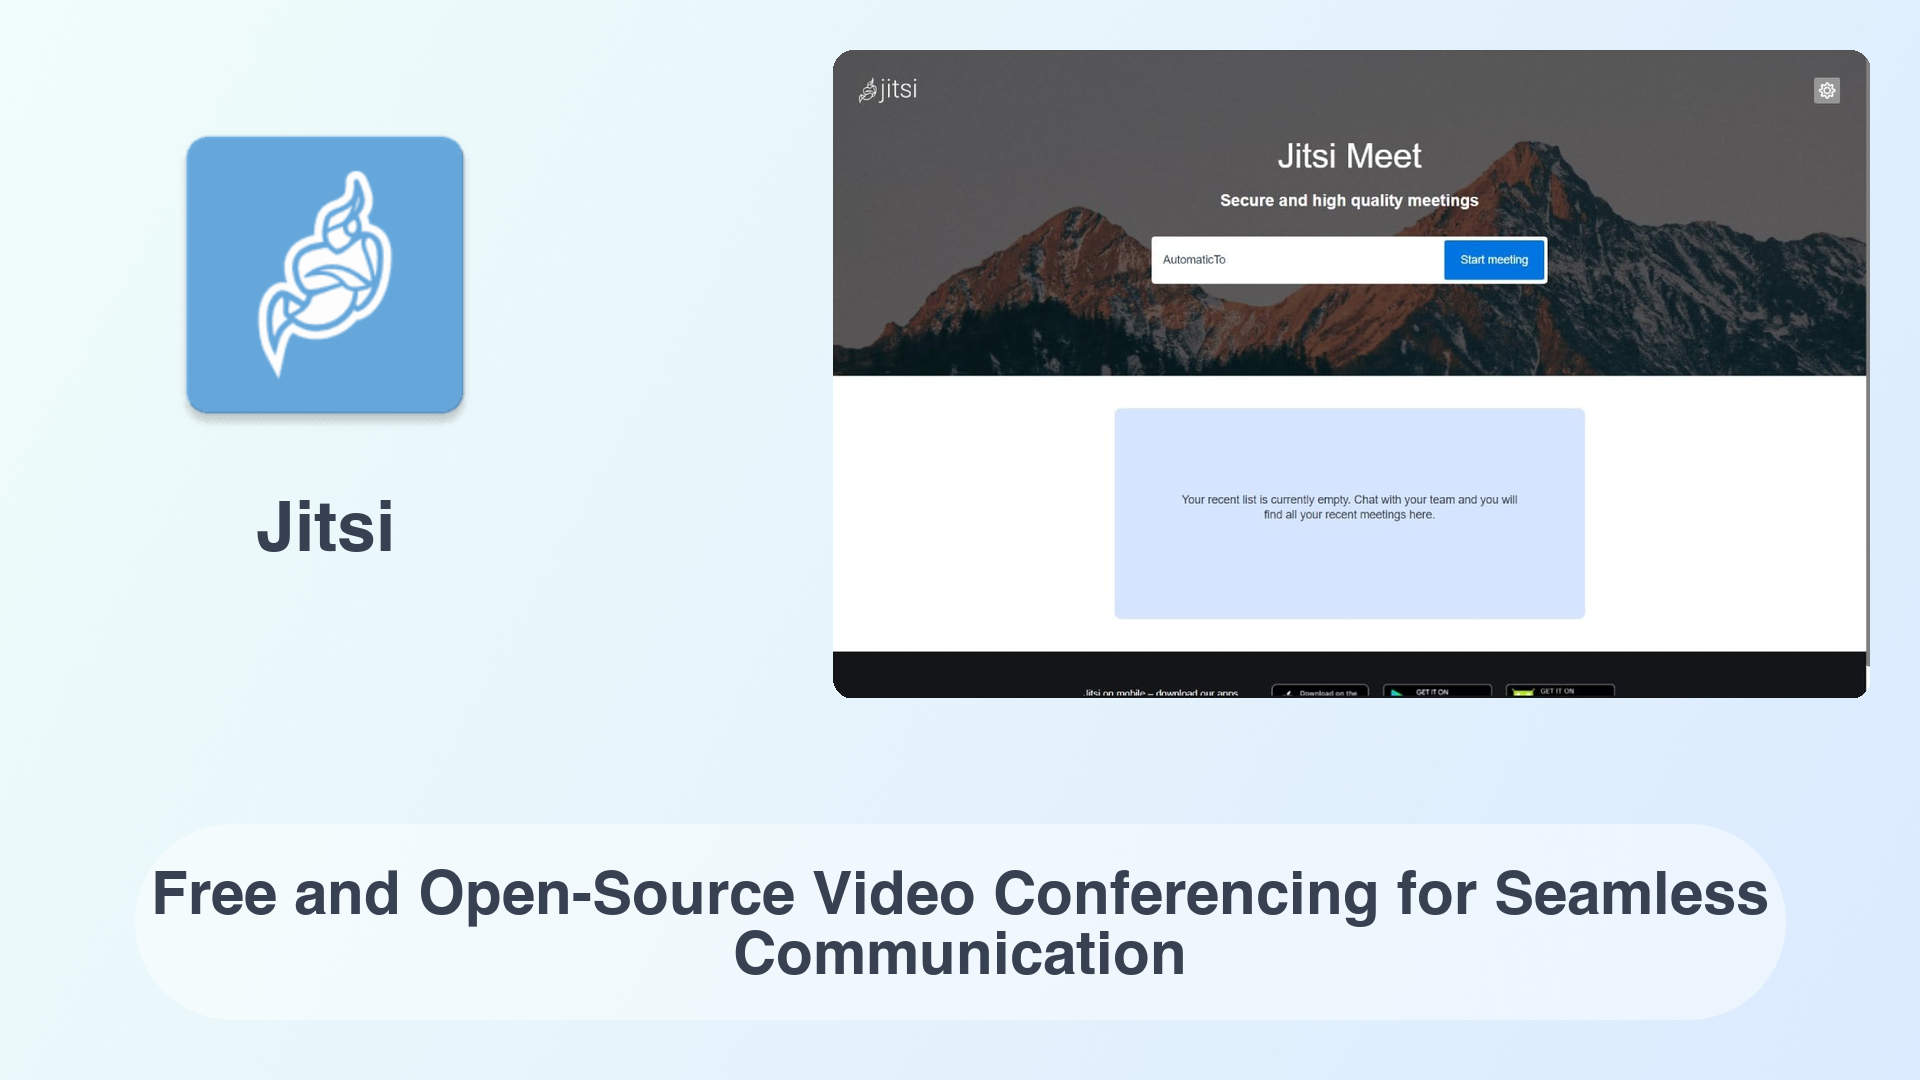 jitsi
Jitsi Meet
Secure and high quality meetings
AutomaticTo
Start meeting
Your recent list is currently empty. Chat with your team and you will
find all your recent meetings here.
Jitsi on mobile – download our apps
Download on the
GET IT ON
GET IT ON
Jitsi
Free and Open-Source Video Conferencing for Seamless
Communication